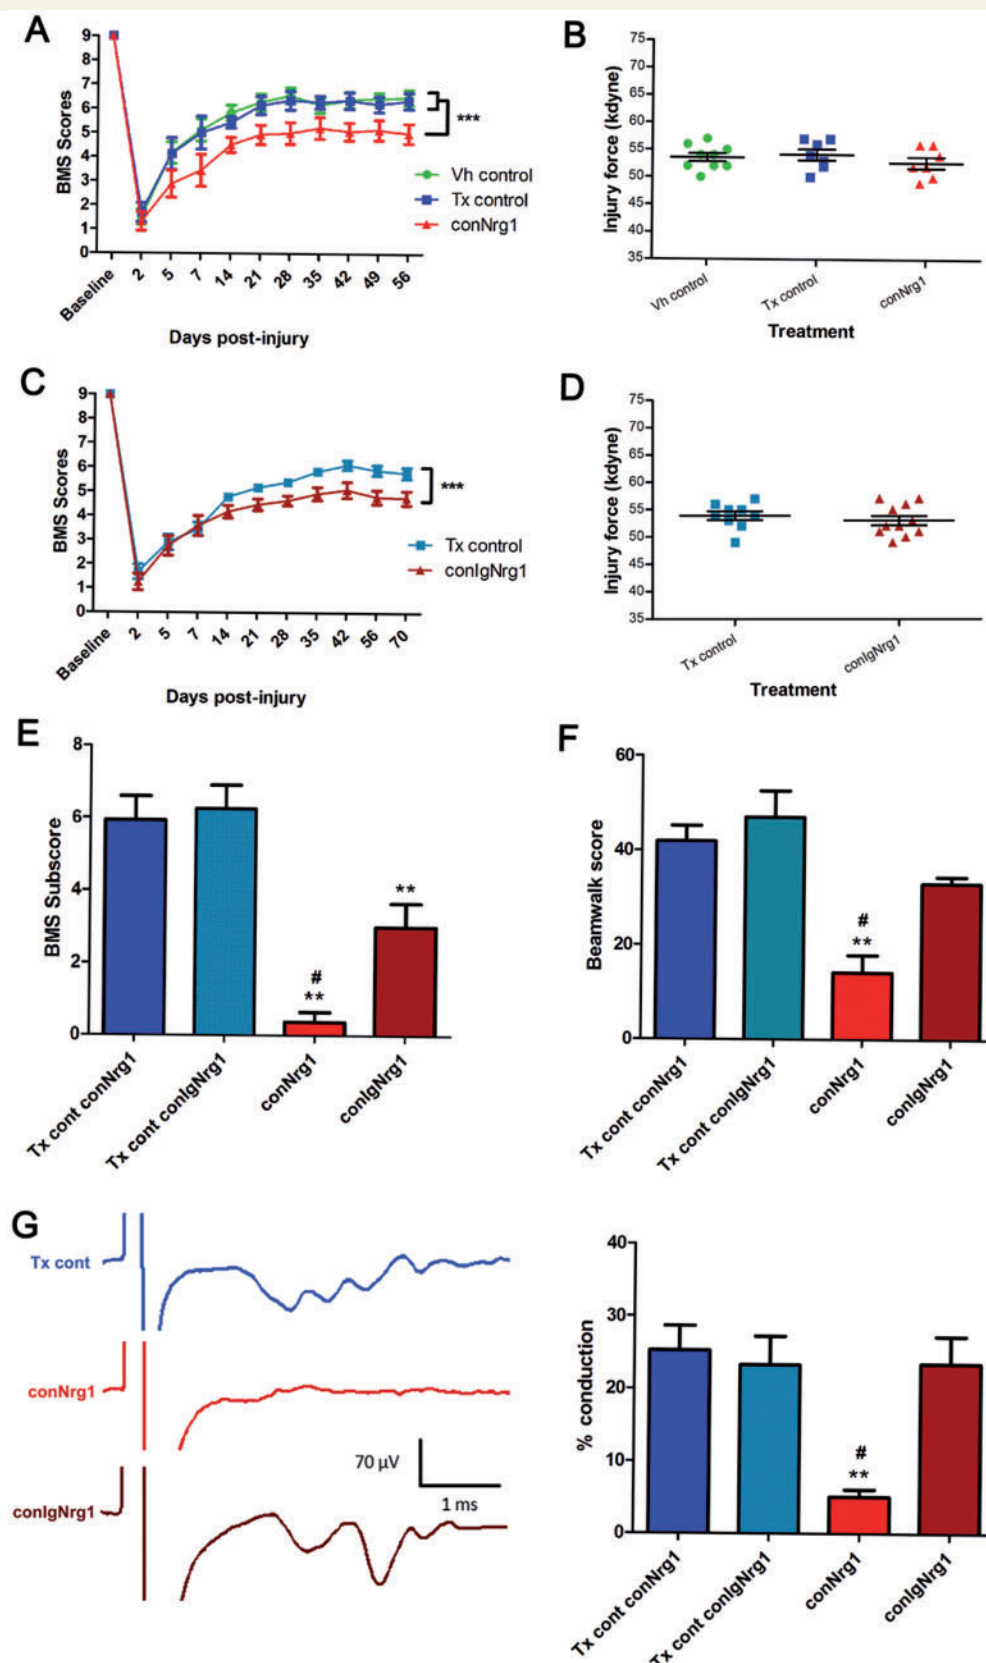 A
BMS Scores
9
8
7
6
5
4
3
2
1
0
***
Vh control
Tx control
conNrg1
Baseline 2 5 7 14 21 28 35 42 49 56
Days post-injury
B
Injury force (kdyne)
75
70
65
60
55
50
45
40
35
Vh control Tx control conNrg1
Treatment
C
BMS Scores
9
8
7
6
5
4
3
2
1
0
***
Tx control
conIgNrg1
Baseline 2 5 7 14 21 28 35 42 56 70
Days post-injury
D
Injury force (kdyne)
75
70
65
60
55
50
45
40
35
Tx control conIgNrg1
Treatment
E
BMS Subscore
8
6
4
2
0
#
**
**
Tx cont conNrg1 Tx cont conIgNrg1 conNrg1 conIgNrg1
F
Beamwalk score
60
40
20
0
#
**
Tx cont conNrg1 Tx cont conIgNrg1 conNrg1 conIgNrg1
G
Tx cont
conNrg1
conIgNrg1
70 µV
1 ms
% conduction
40
30
20
10
0
#
**
Tx cont conNrg1 Tx cont conIgNrg1 conNrg1 conIgNrg1